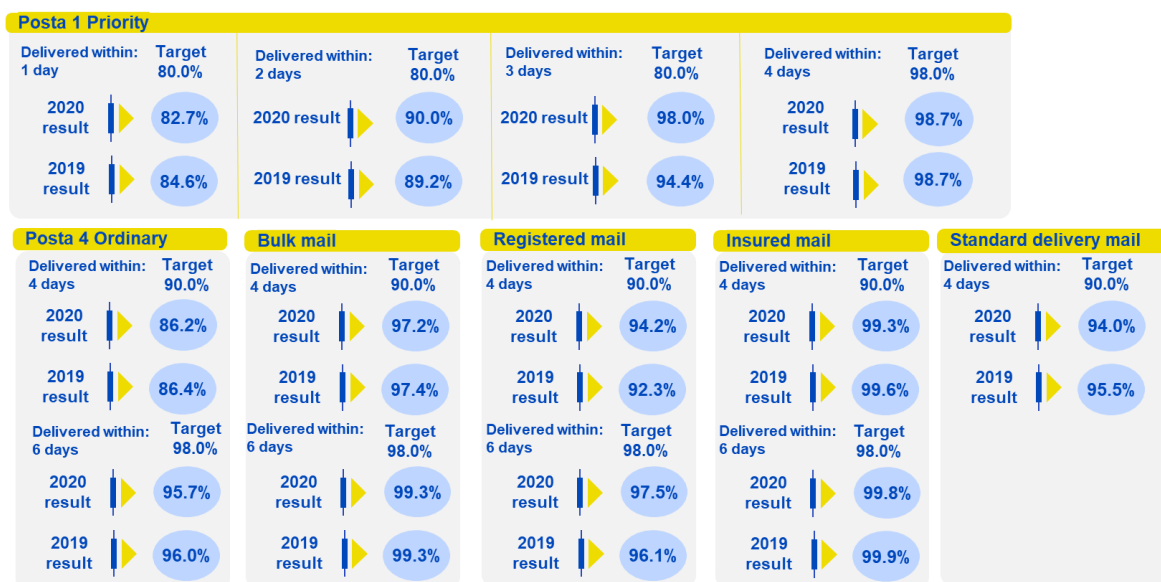 Posta 1 Priority
Delivered within:
1 day
Target
80.0%
2020
result
82.7%
2019
result
84.6%
Delivered within:
2 days
Target
80.0%
2020 result
90.0%
2019 result
89.2%
Delivered within:
3 days
Target
80.0%
2020 result
98.0%
2019 result
94.4%
Delivered within:
4 days
Target
98.0%
2020
result
98.7%
2019
result
98.7%
Posta 4 Ordinary
Delivered within:
4 days
Target
90.0%
2020
result
86.2%
2019
result
86.4%
Delivered within:
6 days
Target
98.0%
2020
result
95.7%
2019
result
96.0%
Bulk mail
Delivered within:
4 days
Target
90.0%
2020
result
97.2%
2019
result
97.4%
Delivered within:
6 days
Target
98.0%
2020
result
99.3%
2019
result
99.3%
Registered mail
Delivered within:
4 days
Target
90.0%
2020
result
94.2%
2019
result
92.3%
Delivered within:
6 days
Target
98.0%
2020
result
97.5%
2019
result
96.1%
Insured mail
Delivered within:
4 days
Target
90.0%
2020
result
99.3%
2019
result
99.6%
Delivered within:
6 days
Target
98.0%
2020
result
99.8%
2019
result
99.9%
Standard delivery mail
Delivered within:
4 days
Target
90.0%
2020
result
94.0%
2019
result
95.5%